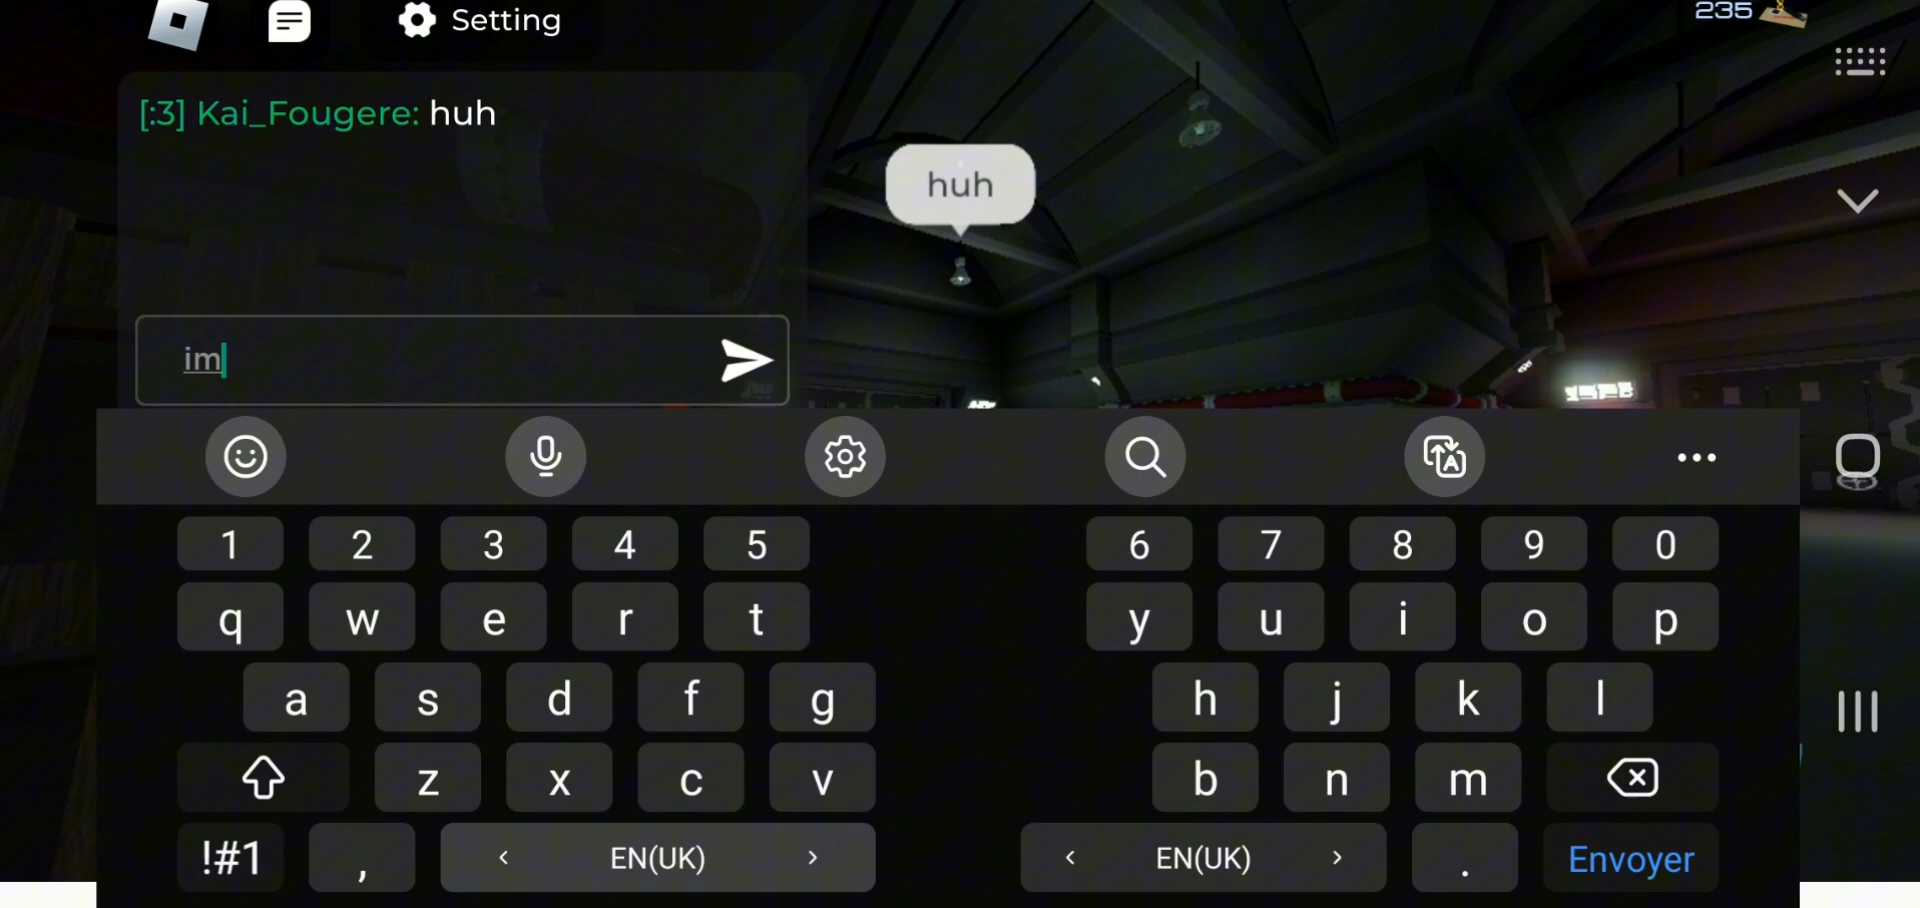 Setting
235
[:3] Kai_Fougere: huh
huh
im
1 2 3 4 5 6 7 8 9 0
q w e r t y u i o p
a s d f g h j k l
z x c v b n m
!#1 , < EN(UK) > < EN(UK) > . Envoyer